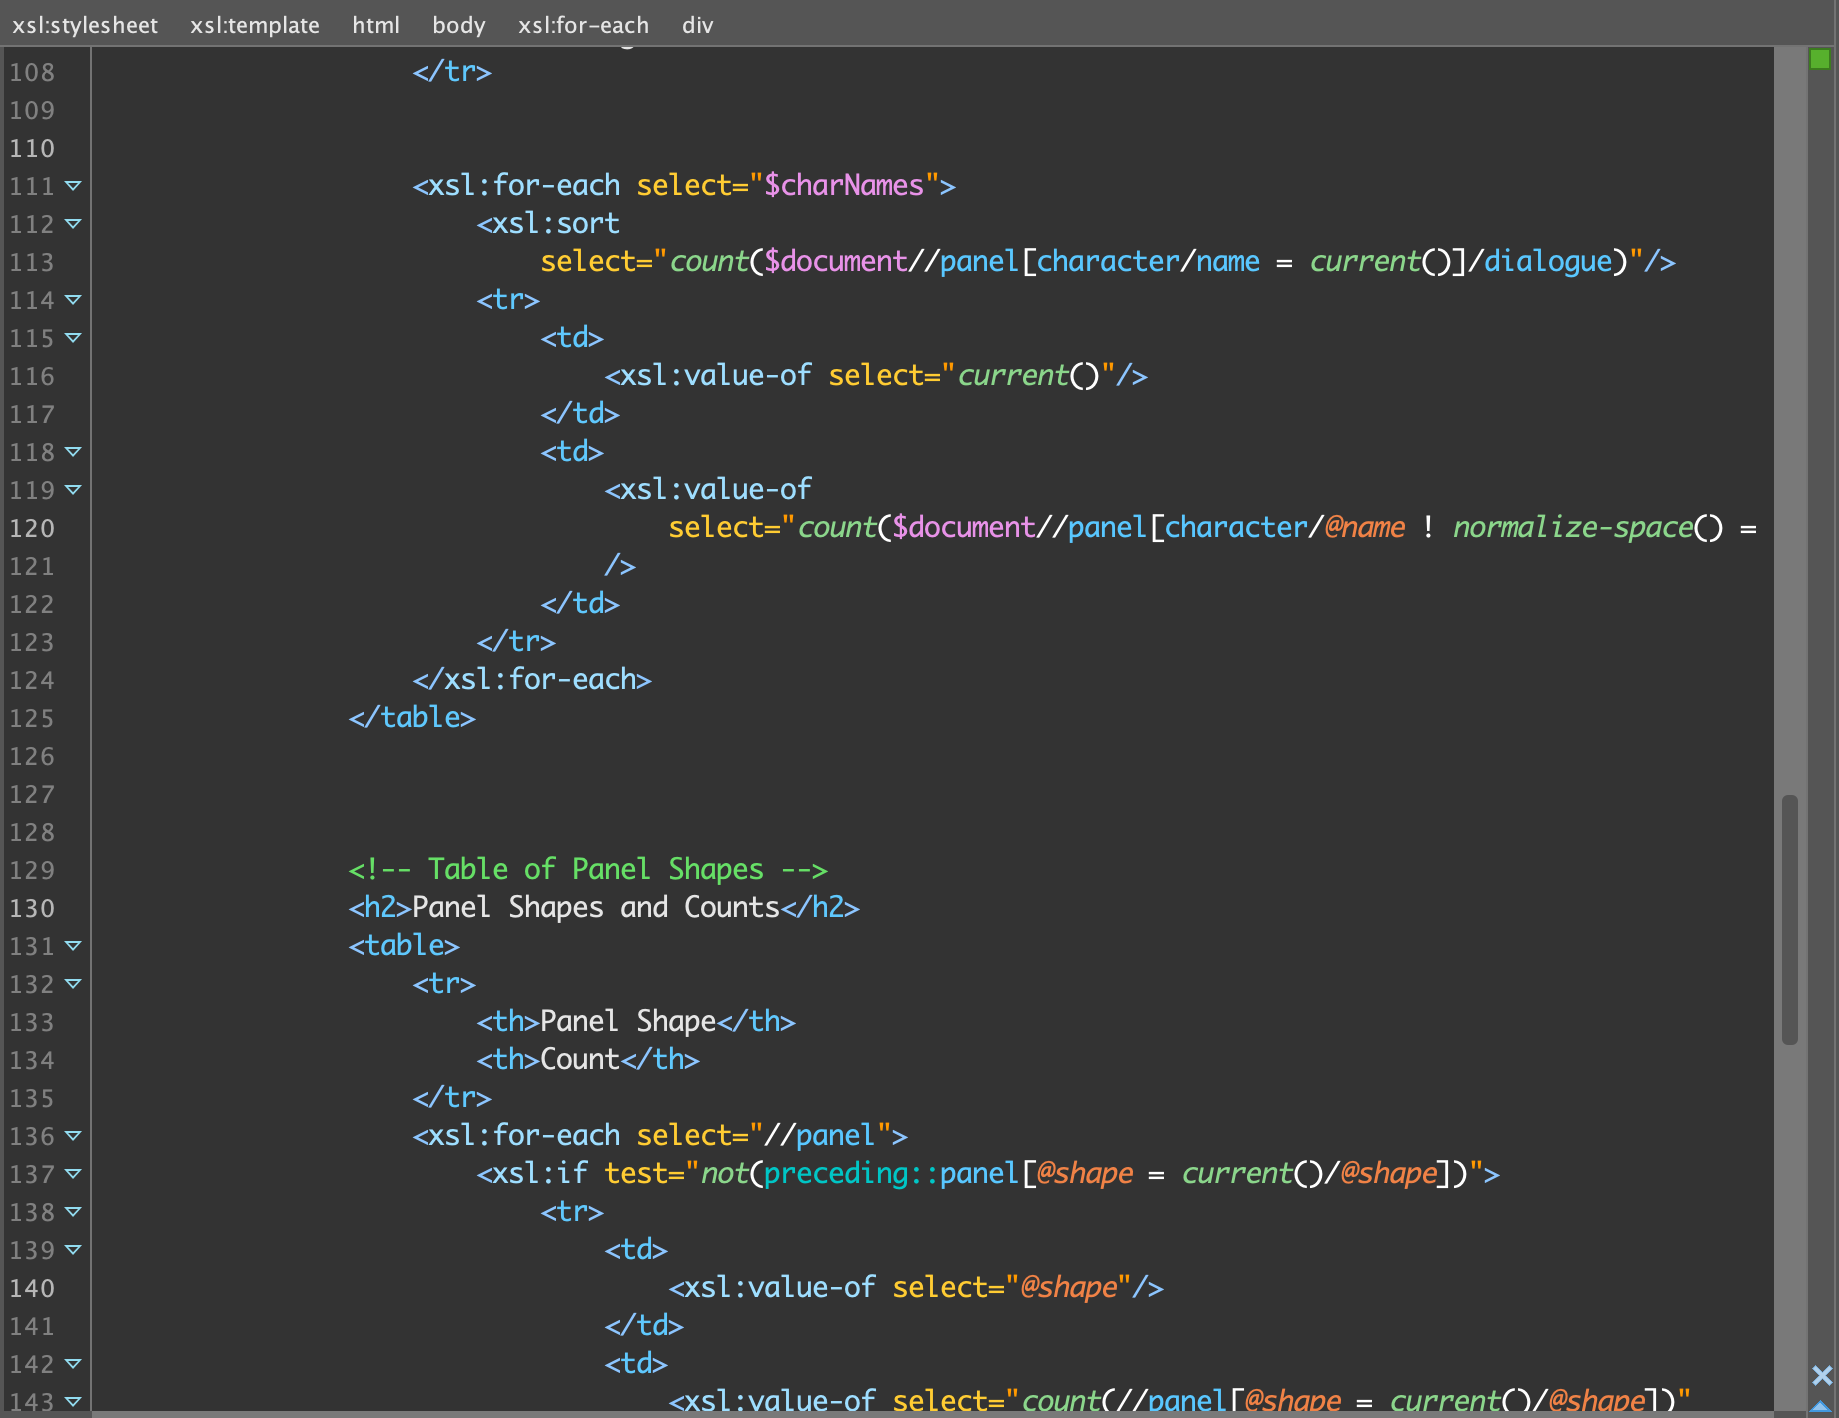 xsl:stylesheet xsl:template html body xsl:for-each div
108 </tr>
109
110
111 <xsl:for-each select="$charNames">
112 <xsl:sort
113 select="count($document//panel[character/name = current()]/dialogue)"/>
114 <tr>
115 <td>
116 <xsl:value-of select="current()"/>
117 </td>
118 <td>
119 <xsl:value-of
120 select="count($document//panel[character/@name ! normalize-space() =
121 />
122 </td>
123 </tr>
124 </xsl:for-each>
125 </table>
126
127
128
129 <!-- Table of Panel Shapes -->
130 <h2>Panel Shapes and Counts</h2>
131 <table>
132 <tr>
133 <th>Panel Shape</th>
134 <th>Count</th>
135 </tr>
136 <xsl:for-each select="//panel">
137 <xsl:if test="not(preceding::panel[@shape = current()/@shape])">
138 <tr>
139 <td>
140 <xsl:value-of select="@shape"/>
141 </td>
142 <td>
143 <xsl:value-of select="count(//panel[@shape = current()/@shape])"